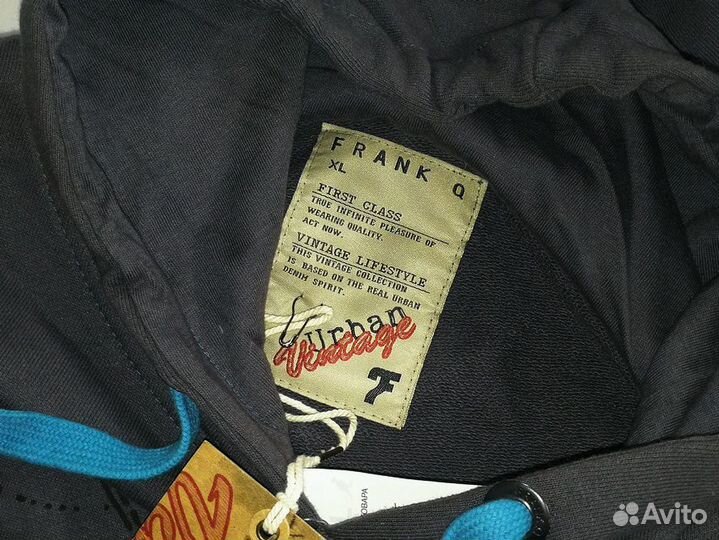 FRANK Q
XL
FIRST CLASS
TRUE INFINITE PLEASURE OF
WEARING QUALITY.
ACT NOW.
VINTAGE LIFESTYLE
THIS VINTAGE COLLECTION
IS BASED ON THE REAL URBAN
DENIM SPIRIT.
Urban
Vintage
7F
Avito